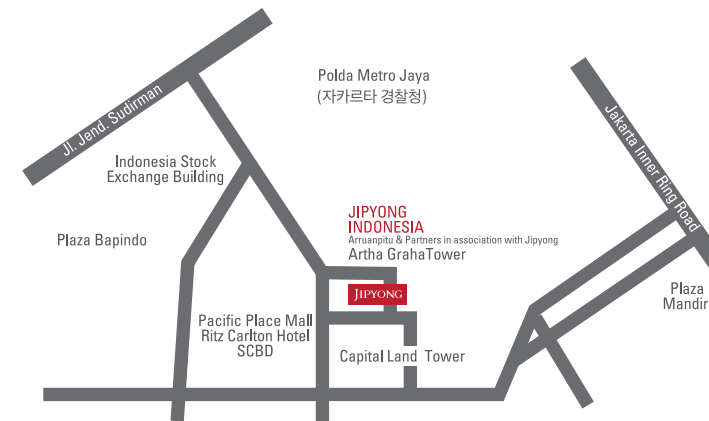 Jl. Jend. Sudirman
Polda Metro Jaya
(자카르타 경찰청)
Jakarta Inner Ring Road
Indonesia Stock
Exchange Building
Plaza Bapindo
JIPYONG
INDONESIA
Arruanpitu & Partners in association with Jipyong
Artha GrahaTower
JIPYONG
Plaza
Mandir
Pacific Place Mall
Ritz Carlton Hotel
SCBD
Capital Land Tower